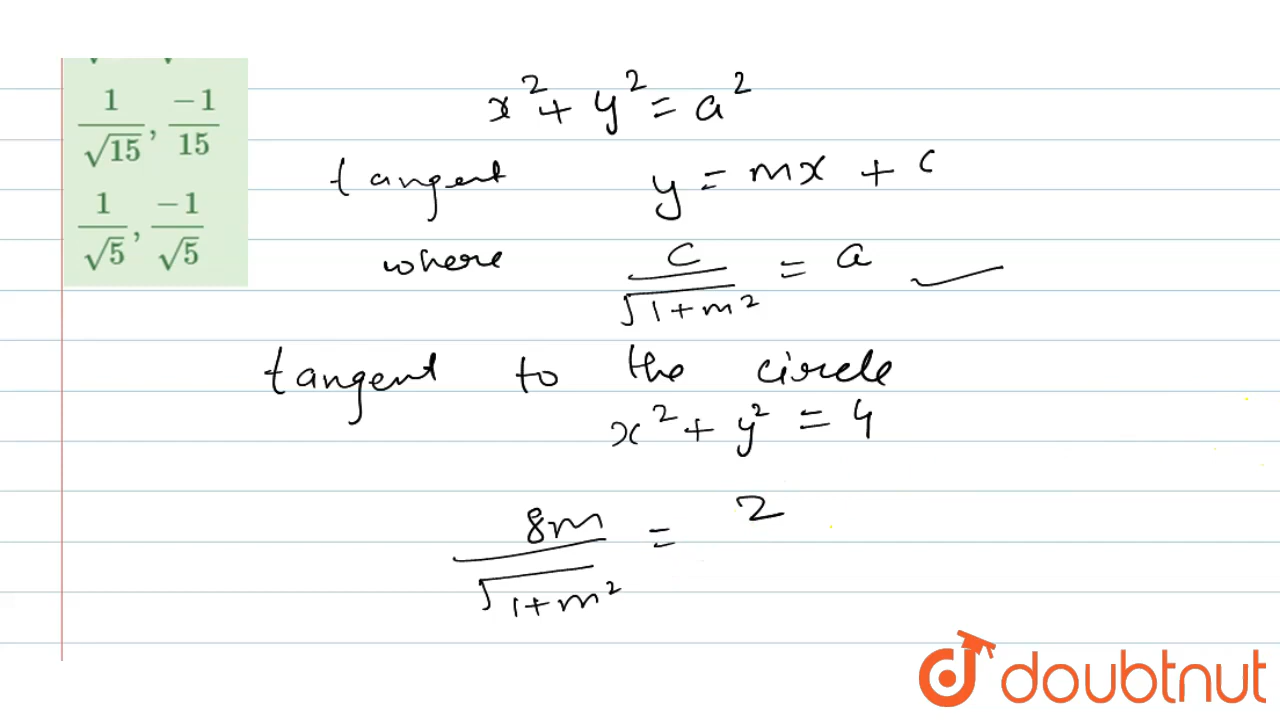 x² + y² = a²
1/√15, -1/15
tangent y = mx + c
1/√5, -1/√5
where c/√(1+m²) = a
tangent to the circle
x² + y² = 4
8m/√(1+m²) = 2
doubtnut